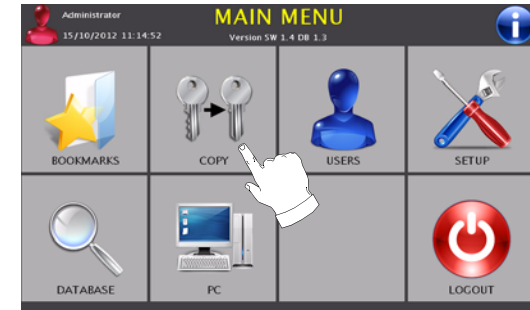 Administrator
MAIN MENU
15/10/2012 11:14:52
Version SW 1.4 DB 1.3
BOOKMARKS
COPY
USERS
SETUP
DATABASE
PC
LOGOUT